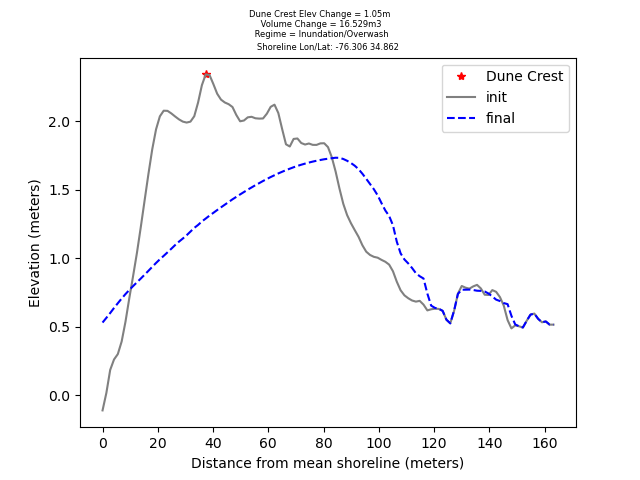 Dune Crest Elev Change = 1.05m
Volume Change = 16.529m3
Regime = Inundation/Overwash
Shoreline Lon/Lat: -76.306 34.862
Dune Crest
init
final
Elevation (meters)
2.0
1.5
1.0
0.5
0.0
0 20 40 60 80 100 120 140 160
Distance from mean shoreline (meters)